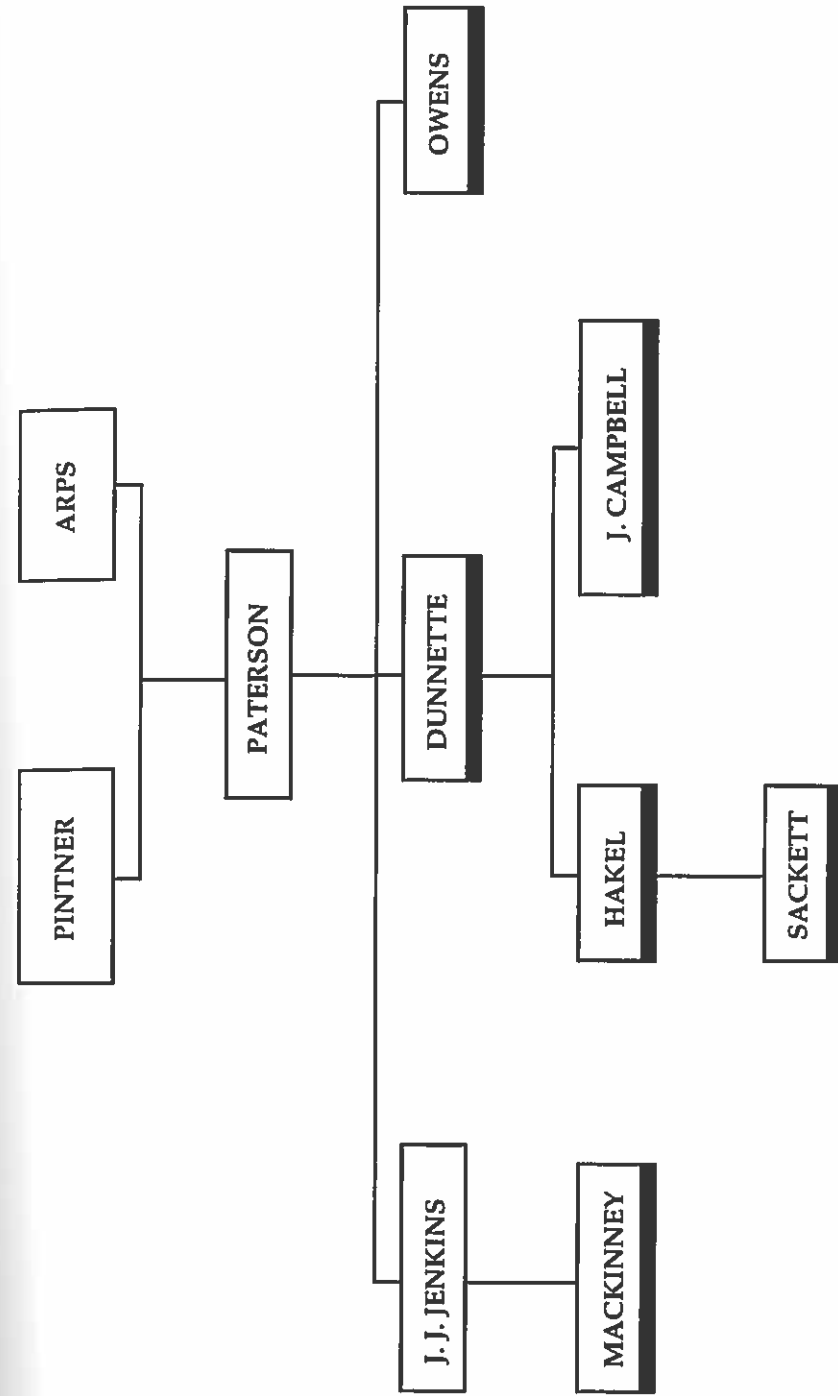 PINTNER
ARPS
PATERSON
J. J. JENKINS
DUNNETTE
OWENS
MACKINNEY
HAKEL
J. CAMPBELL
SACKETT